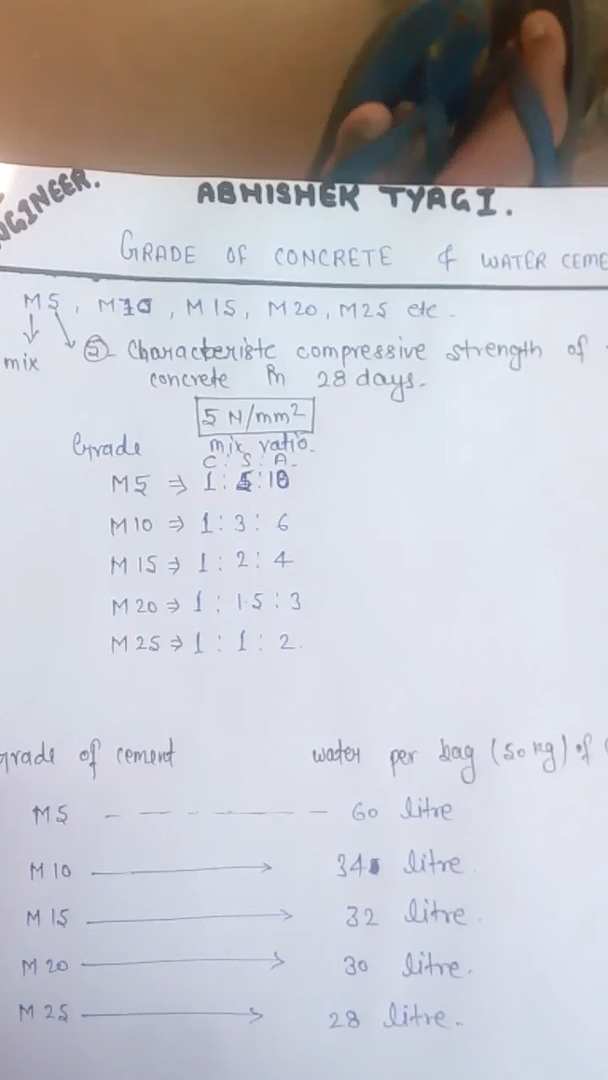 ENGINEER.
ABHISHEK TYAGI.
GRADE OF CONCRETE & WATER CEME
M5, M10, M15, M20, M25 etc.
mix 5 Characteristc compressive strength of
concrete in 28 days.
5 N/mm²
Grade mix ratio.
C : S : A
M5 ⇒ 1 : 5 : 10
M10 ⇒ 1 : 3 : 6
M15 ⇒ 1 : 2 : 4
M20 ⇒ 1 : 1.5 : 3
M25 ⇒ 1 : 1 : 2.
Grade of cement water per bag (50 kg) of
M5 - - - - 60 litre
M10 → 34 litre
M15 → 32 litre.
M20 → 30 litre.
M25 → 28 litre.